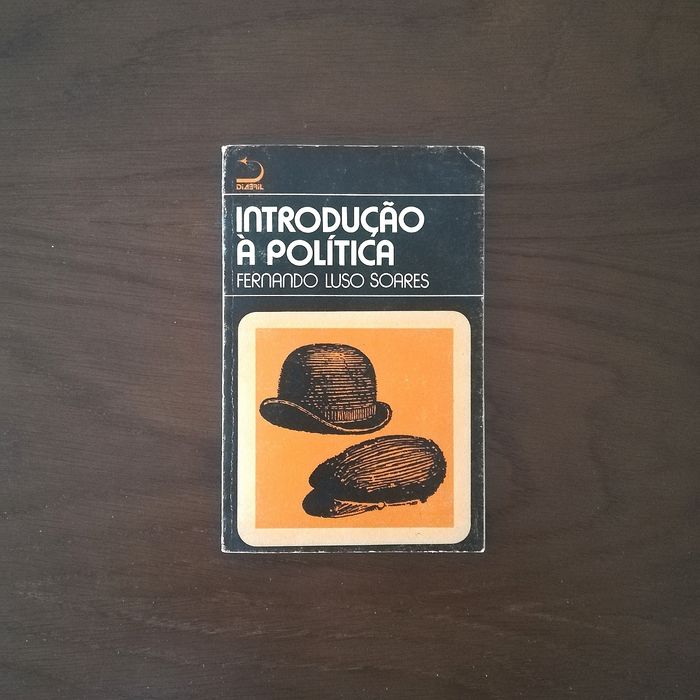 DIABRIL
INTRODUÇÃO
À POLÍTICA
FERNANDO LUSO SOARES